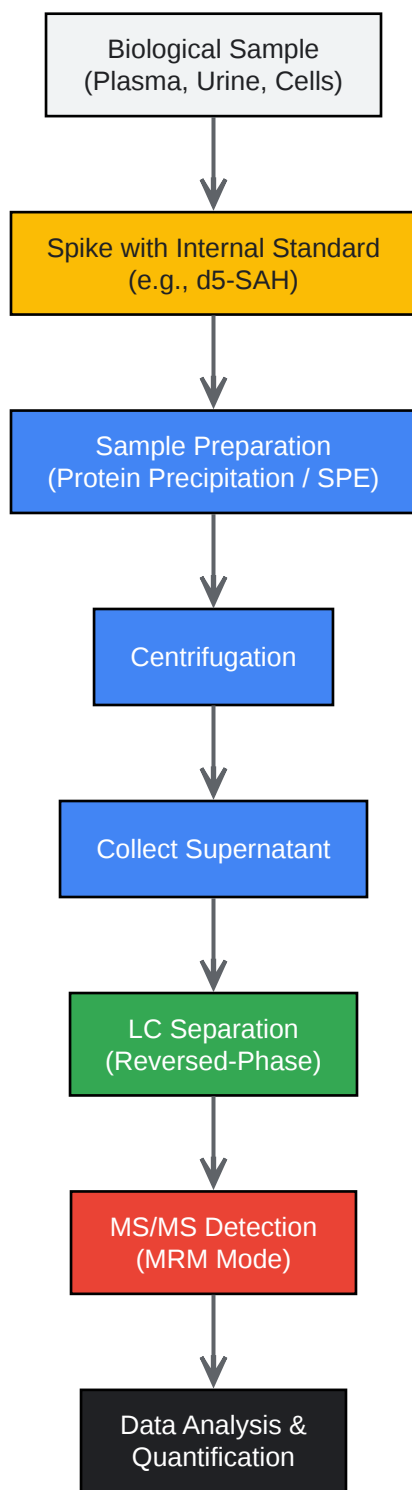 Biological Sample
(Plasma, Urine, Cells)
Spike with Internal Standard
(e.g., d5-SAH)
Sample Preparation
(Protein Precipitation / SPE)
Centrifugation
Collect Supernatant
LC Separation
(Reversed-Phase)
MS/MS Detection
(MRM Mode)
Data Analysis &
Quantification